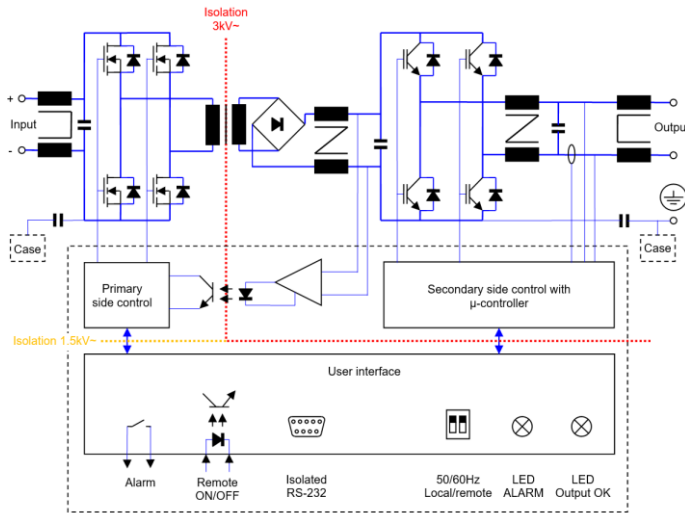 Isolation
3kV~
+
Input
-
Output
Case
Case
Primary
side control
Secondary side control with
µ-controller
Isolation 1.5kV~
User interface
Alarm
Remote
ON/OFF
Isolated
RS-232
50/60Hz
Local/remote
LED
ALARM
LED
Output OK